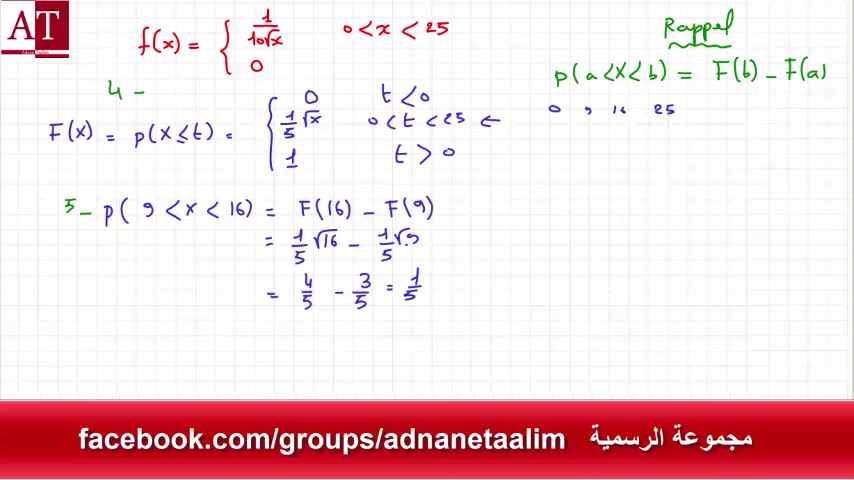 AT
f(x) = { 1/10√x 0 < x < 25
0
Rappel
p(a < X < b) = F(b) – F(a)
4 –
F(x) = p(X ≤ t) = { 0 t < 0
1/5 √x 0 < t < 25 ←
1 t > 0
0 9 16 25
5 – p( 9 < x < 16) = F(16) – F(9)
= 1/5 √16 – 1/5 √9
= 4/5 – 3/5 = 1/5
facebook.com/groups/adnanetaalim مجموعة الرسمية